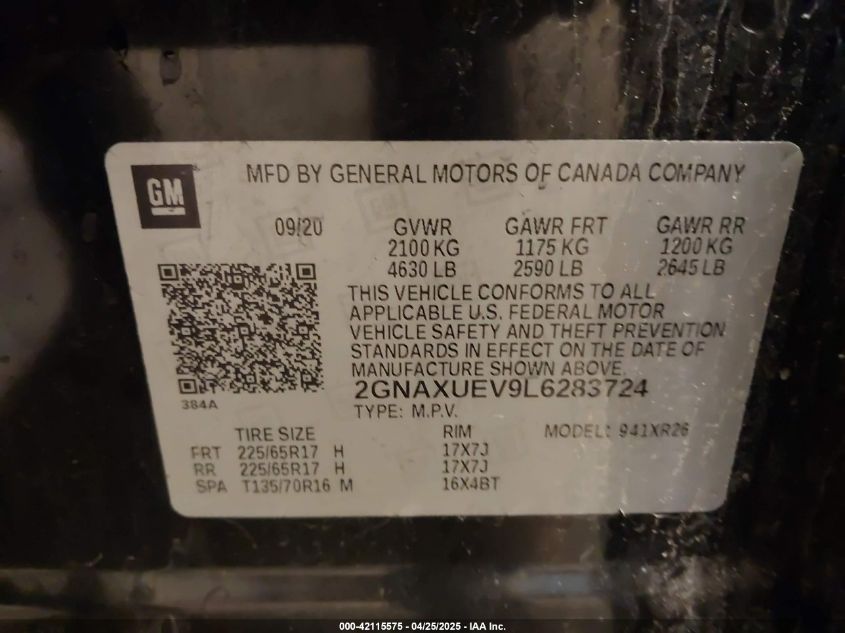 GM
MFD BY GENERAL MOTORS OF CANADA COMPANY
09/20 GVWR GAWR FRT GAWR RR
2100 KG 1175 KG 1200 KG
4630 LB 2590 LB 2645 LB
THIS VEHICLE CONFORMS TO ALL
APPLICABLE U.S. FEDERAL MOTOR
VEHICLE SAFETY AND THEFT PREVENTION
STANDARDS IN EFFECT ON THE DATE OF
MANUFACTURE SHOWN ABOVE.
2GNAXUEV9L6283724
384A
TYPE: M.P.V.
TIRE SIZE RIM MODEL: 941XR26
FRT 225/65R17 H 17X7J
RR 225/65R17 H 17X7J
SPA T135/70R16 M 16X4BT
000-42115575 - 04/25/2025 - IAA Inc.